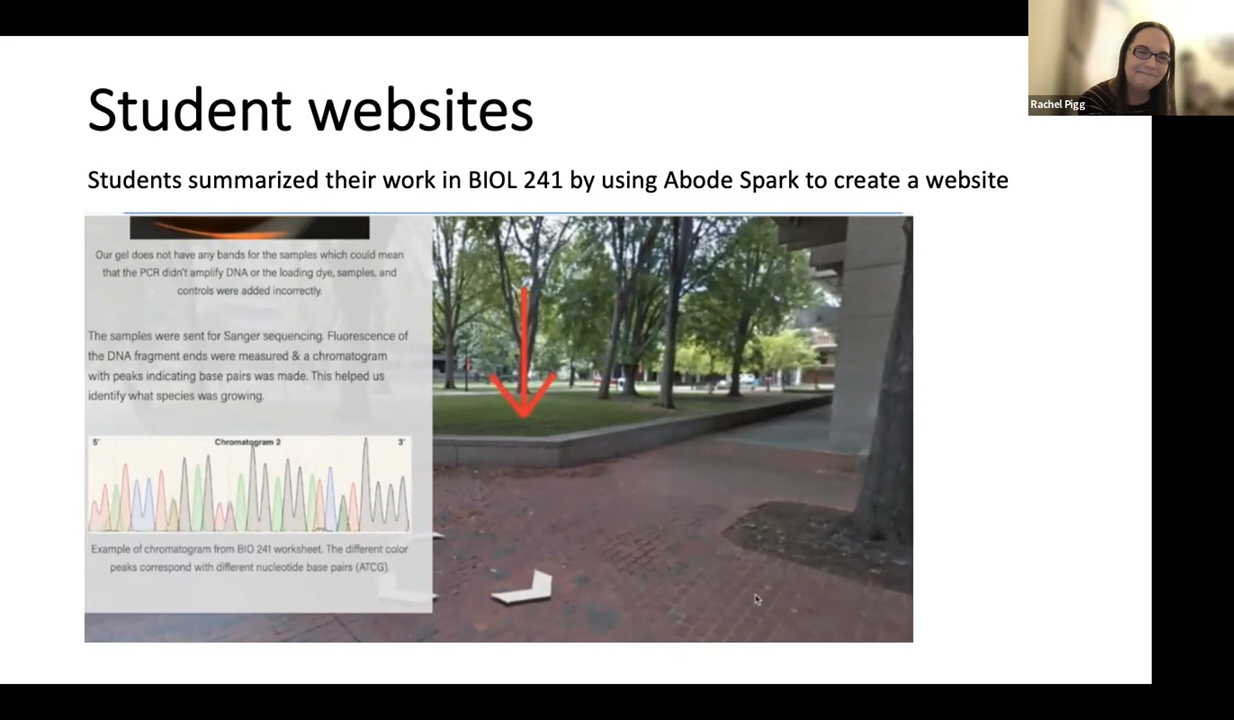 Student websites
Rachel Pigg
Students summarized their work in BIOL 241 by using Abode Spark to create a website
Our gel does not have any bands for the samples which could mean
that the PCR didn't amplify DNA or the loading dye, samples, and
controls were added incorrectly.
The samples were sent for Sanger sequencing. Fluorescence of
the DNA fragment ends were measured & a chromatogram
with peaks indicating base pairs was made. This helped us
identify what species was growing.
5' Chromatogram 2 3'
Example of chromatogram from BIO 241 worksheet. The different color
peaks correspond with different nucleotide base pairs (ATCG).